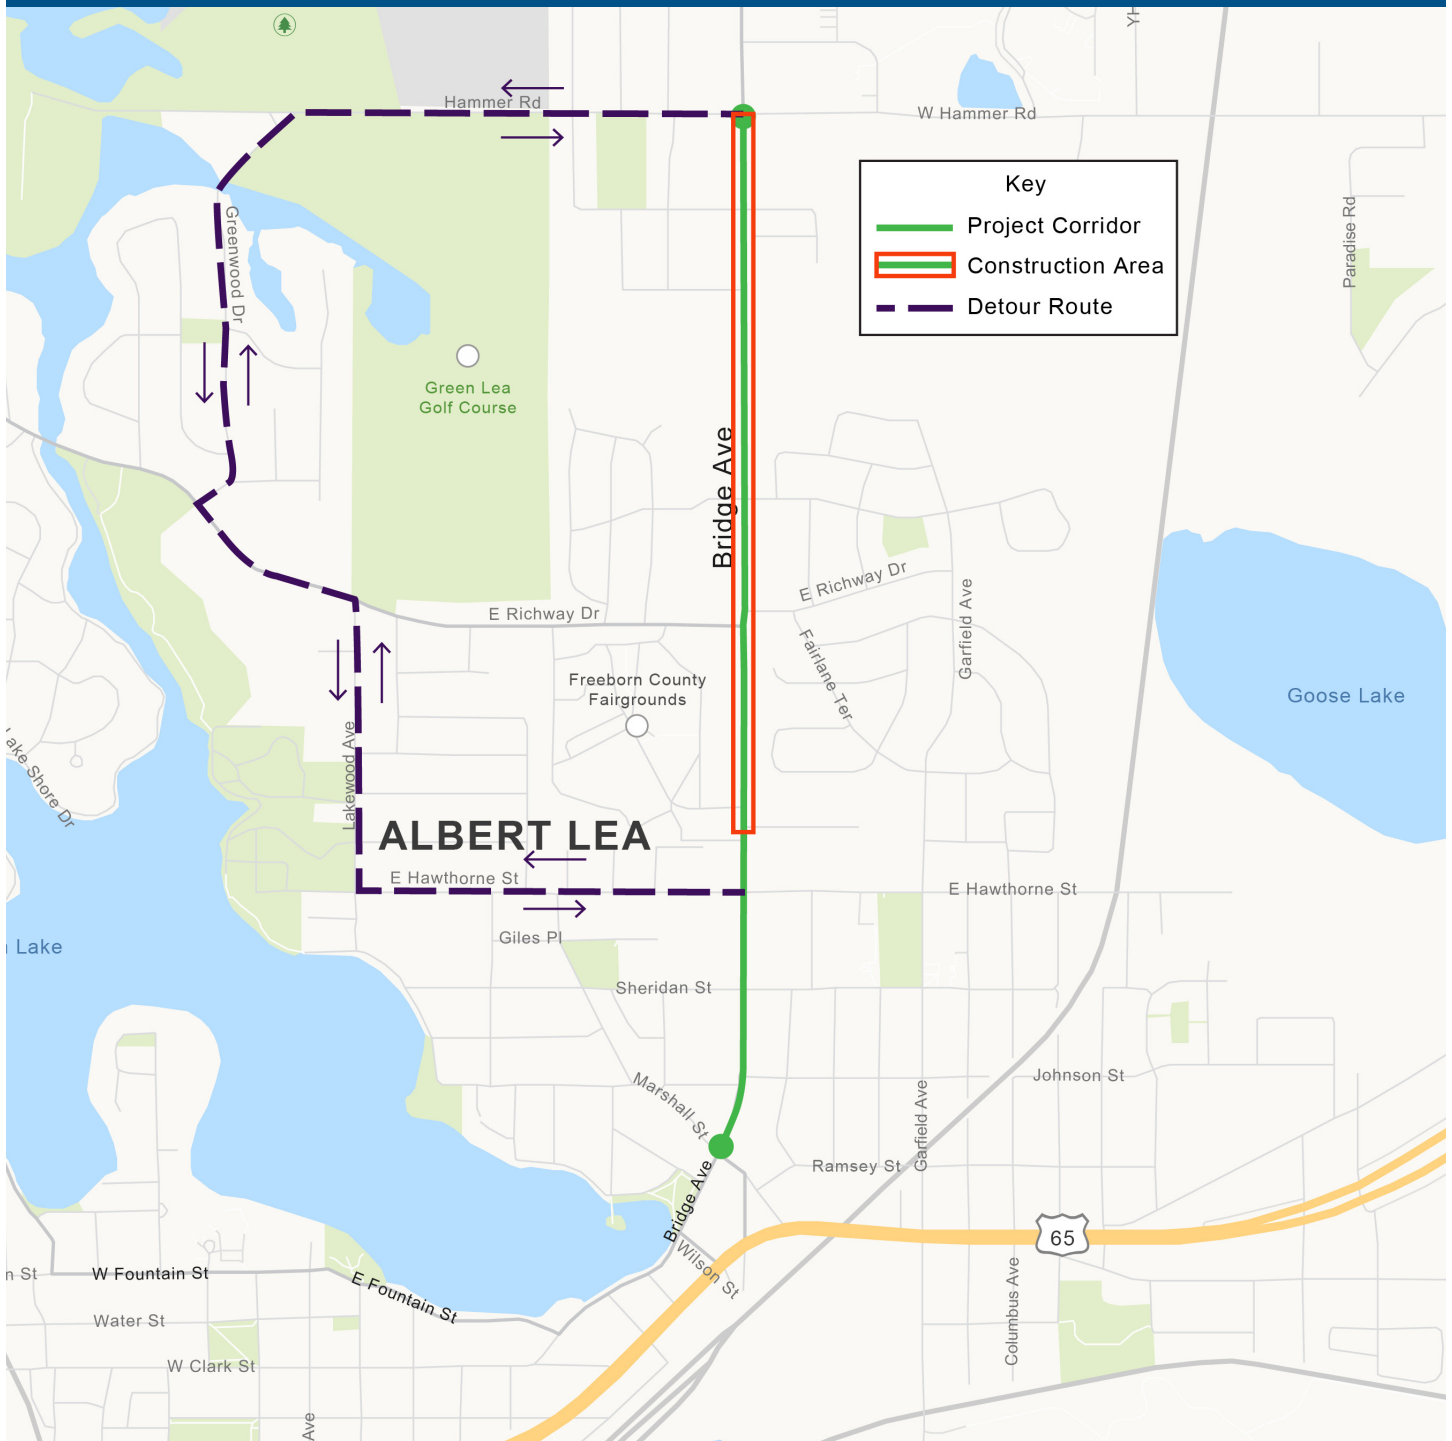 YH
Hammer Rd
W Hammer Rd
Key
Project Corridor
Construction Area
Detour Route
Paradise Rd
Greenwood Dr
Green Lea
Golf Course
Bridge Ave
E Richway Dr
E Richway Dr
Garfield Ave
Fairlane Ter
Freeborn County
Fairgrounds
Goose Lake
Lake Shore Dr
Lakewood Ave
ALBERT LEA
E Hawthorne St
E Hawthorne St
Giles Pl
Lake
Sheridan St
Marshall St
Johnson St
Garfield Ave
Ramsey St
Bridge Ave
65
Wilson St
n St
W Fountain St
E Fountain St
Water St
Columbus Ave
W Clark St
Ave